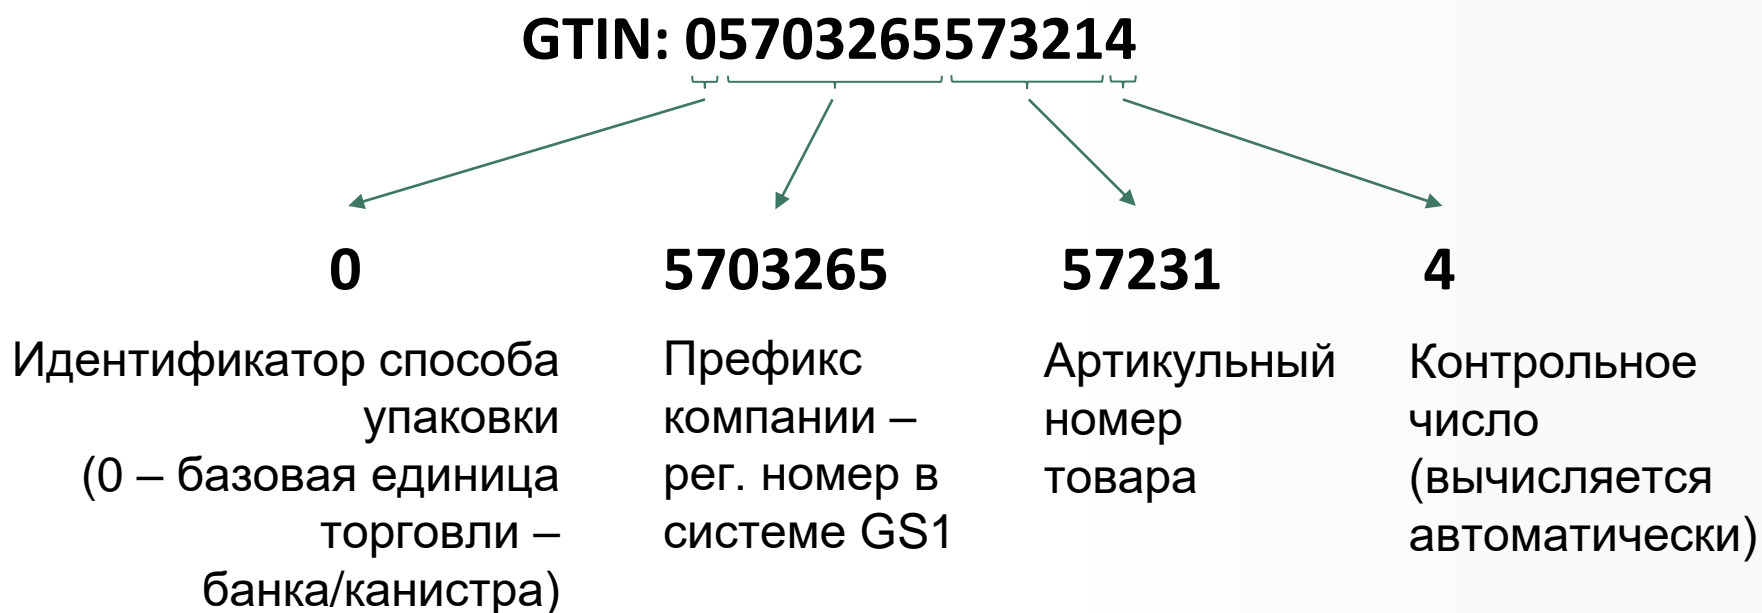 GTIN: 05703265573214
0
5703265
57231
4
Идентификатор способа
упаковки
(0 – базовая единица
торговли –
банка/канистра)
Префикс
компании –
рег. номер в
системе GS1
Артикульный
номер
товара
Контрольное
число
(вычисляется
автоматически)